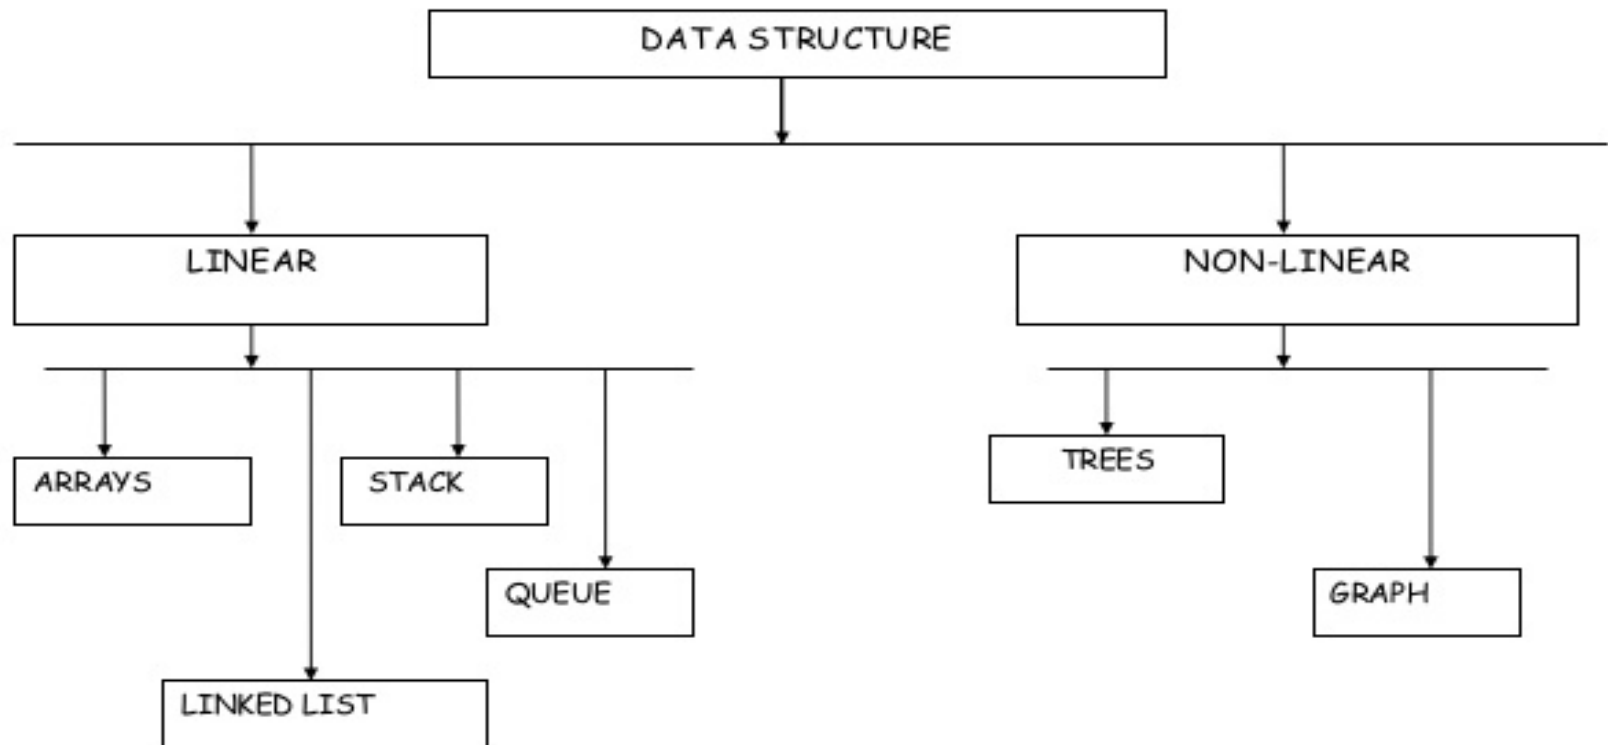 DATA STRUCTURE
LINEAR
NON-LINEAR
ARRAYS
STACK
TREES
QUEUE
GRAPH
LINKED LIST